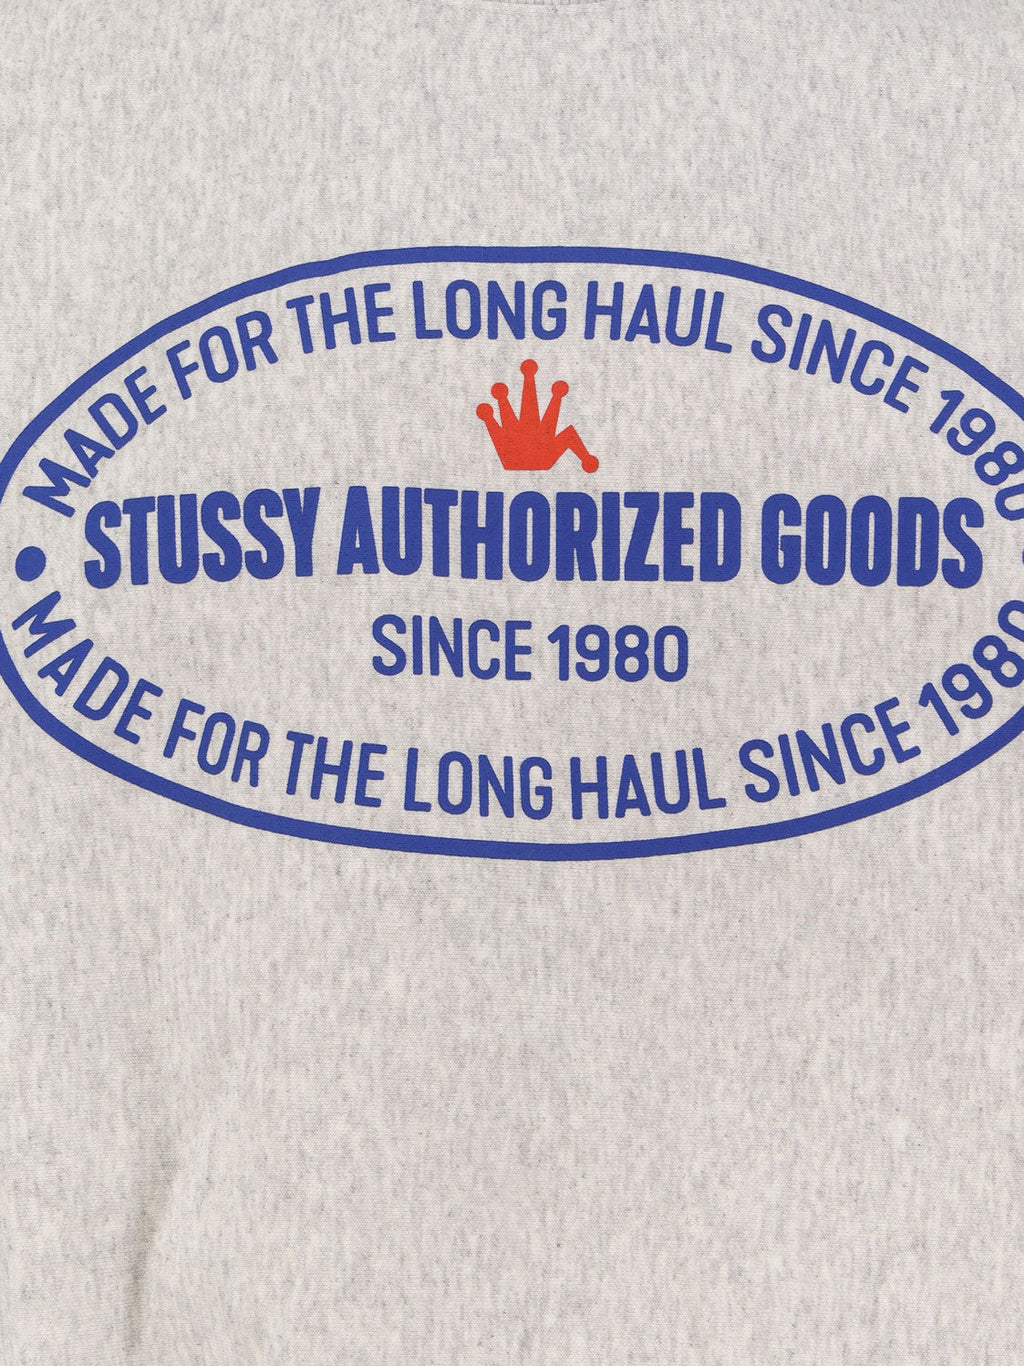 MADE FOR THE LONG HAUL SINCE 1980
STUSSY AUTHORIZED GOODS
SINCE 1980
MADE FOR THE LONG HAUL SINCE 1980